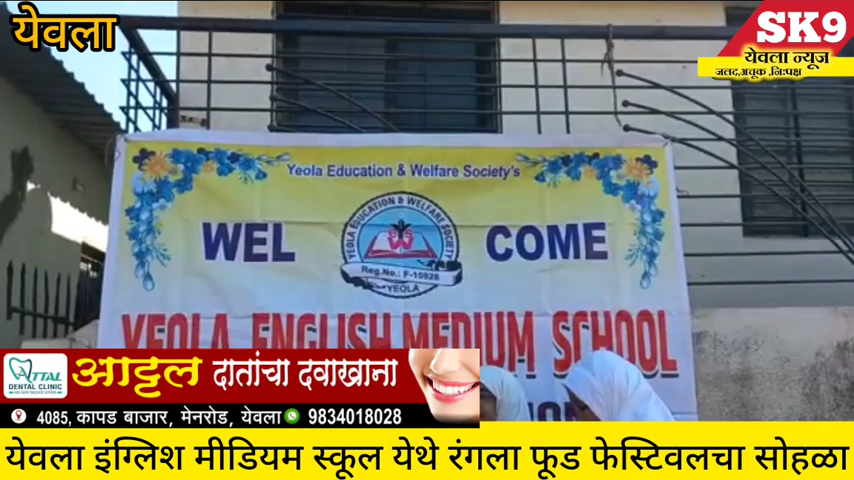 येवला
SK9
येवला न्यूज
जलद,अचूक,नि:पक्ष
Yeola Education & Welfare Society's
WEL COME
YEOLA EDUCATION & WELFARE SOCIETY
Reg.No.: F-10928
YEOLA
YEOLA ENGLISH MEDIUM SCHOOL
ATTAL
DENTAL CLINIC
आट्टल दातांचा दवाखाना
4085, कापड बाजार, मेनरोड, येवला 9834018028
येवला इंग्लिश मीडियम स्कूल येथे रंगला फूड फेस्टिवलचा सोहळा